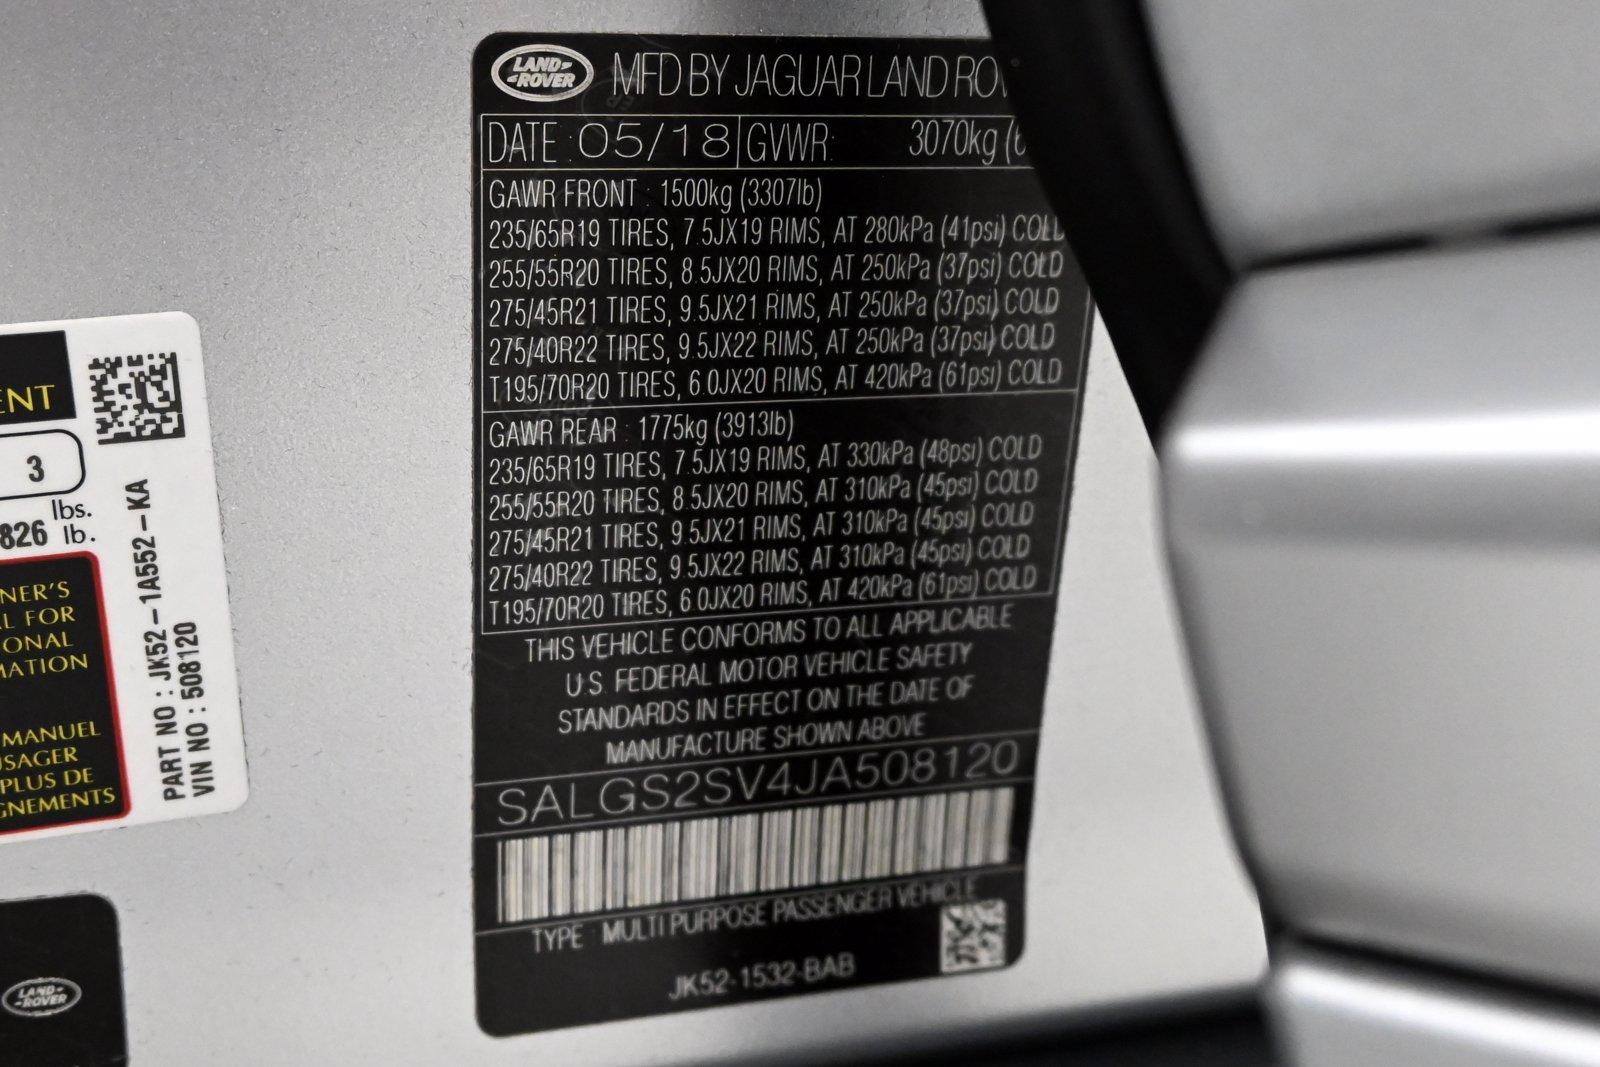 LAND-
-ROVER
MFD BY JAGUAR LAND ROV
DATE : 05/18 GVWR: 3070kg (6
GAWR FRONT : 1500kg (3307lb)
235/65R19 TIRES, 7.5JX19 RIMS, AT 280kPa (41psi) COLD
255/55R20 TIRES, 8.5JX20 RIMS, AT 250kPa (37psi) COLD
275/45R21 TIRES, 9.5JX21 RIMS, AT 250kPa (37psi) COLD
275/40R22 TIRES, 9.5JX22 RIMS, AT 250kPa (37psi) COLD
T195/70R20 TIRES, 6.0JX20 RIMS, AT 420kPa (61psi) COLD
GAWR REAR : 1775kg (3913lb)
235/65R19 TIRES, 7.5JX19 RIMS, AT 330kPa (48psi) COLD
255/55R20 TIRES, 8.5JX20 RIMS, AT 310kPa (45psi) COLD
275/45R21 TIRES, 9.5JX21 RIMS, AT 310kPa (45psi) COLD
275/40R22 TIRES, 9.5JX22 RIMS, AT 310kPa (45psi) COLD
T195/70R20 TIRES, 6.0JX20 RIMS, AT 420kPa (61psi) COLD
THIS VEHICLE CONFORMS TO ALL APPLICABLE
U.S. FEDERAL MOTOR VEHICLE SAFETY
STANDARDS IN EFFECT ON THE DATE OF
MANUFACTURE SHOWN ABOVE
SALGS2SV4JA508120
TYPE : MULTI PURPOSE PASSENGER VEHICLE
JK52-1532-BAB
ENT
3
lbs.
826 lb.
NER'S
L FOR
ONAL
MATION
MANUEL
USAGER
PLUS DE
GNEMENTS
PART NO : JK52-1A552-KA
VIN NO : 508120
LAND-
-ROVER